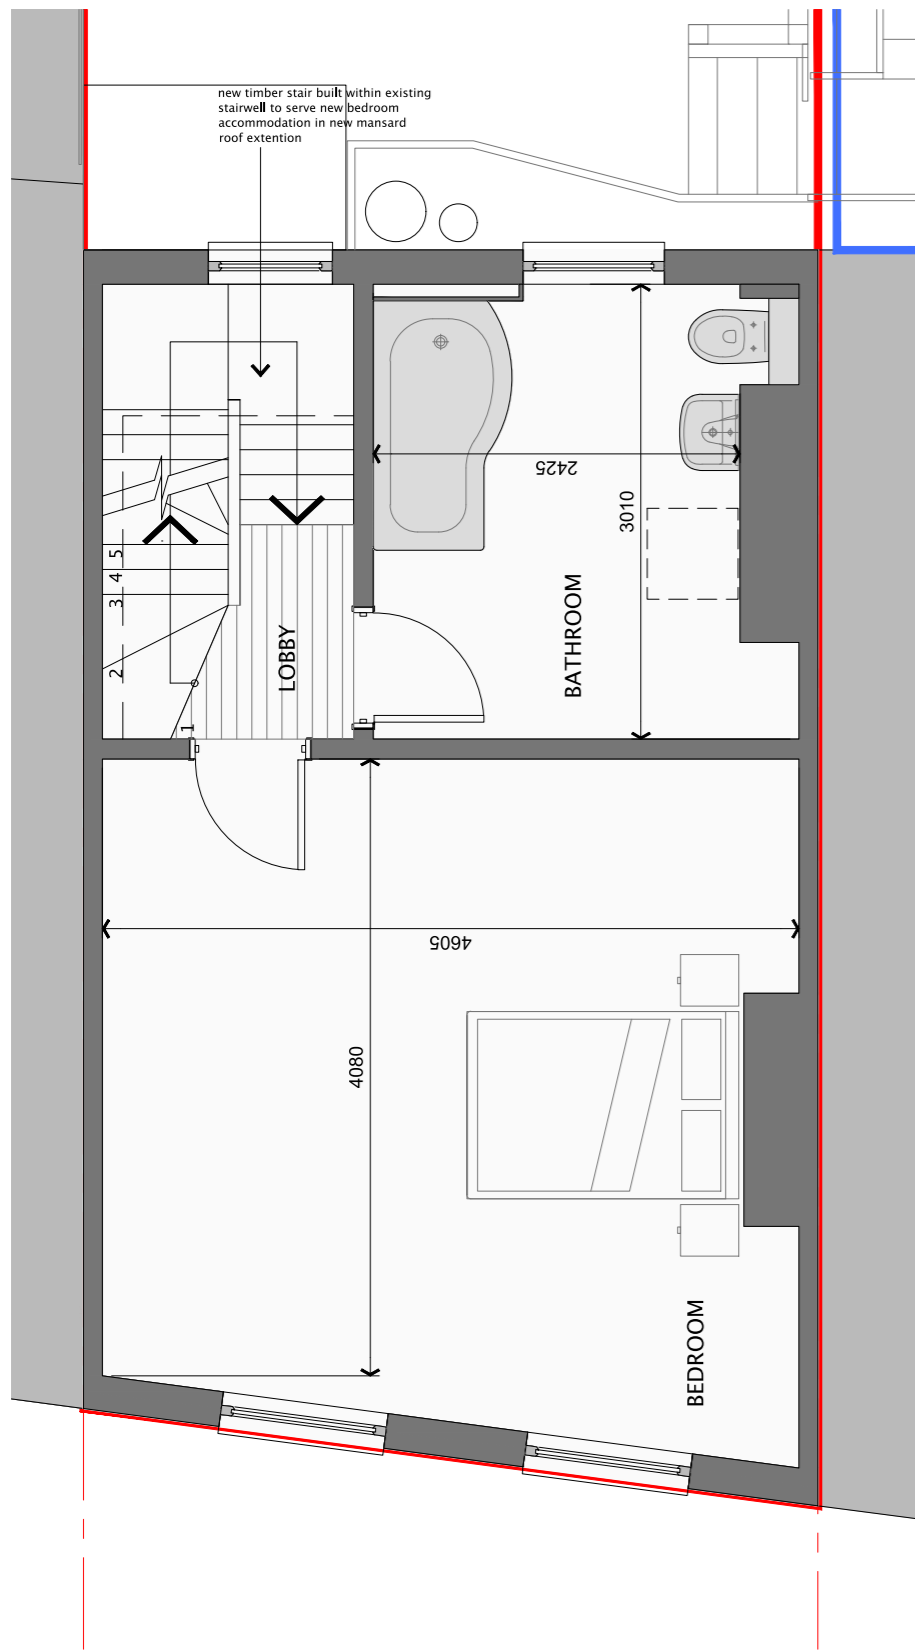 new timber stair built within existing
stairwell to serve new bedroom
accommodation in new mansard
roof extention
2425
3010
5
4
3
2
1
LOBBY
BATHROOM
4605
4080
BEDROOM